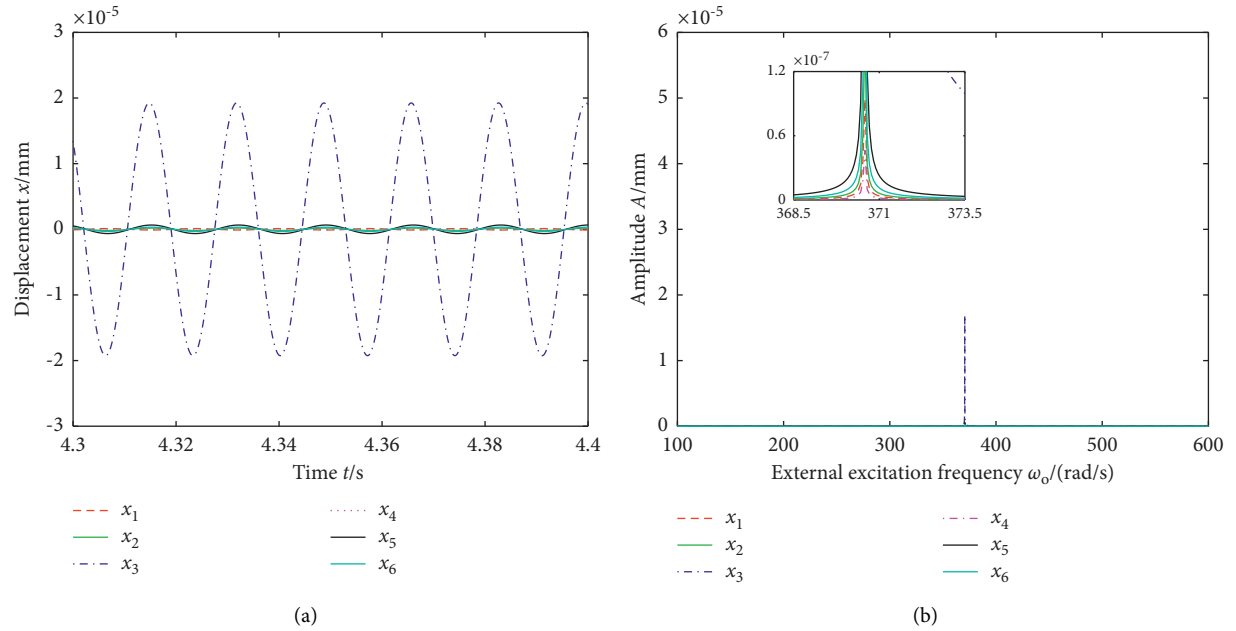 ×10⁻⁵
3
2
1
0
-1
-2
-3
4.3 4.32 4.34 4.36 4.38 4.4
Displacement x/mm
Time t/s
x₁ x₄
x₂ x₅
x₃ x₆
(a)
×10⁻⁵
6
5
4
3
2
1
0
100 200 300 400 500 600
Amplitude A/mm
External excitation frequency ωₒ/(rad/s)
×10⁻⁷
1.2
0.6
0
368.5 371 373.5
x₁ x₄
x₂ x₅
x₃ x₆
(b)